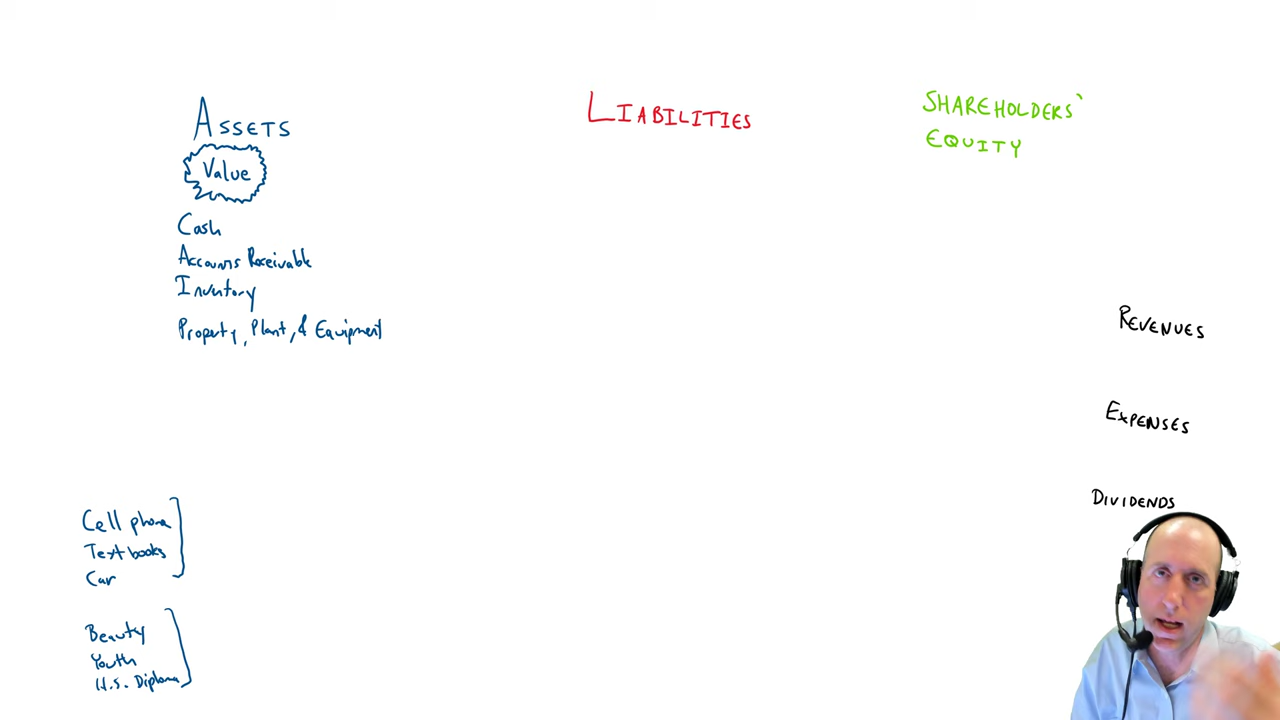 ASSETS
Value
Cash
Accounts Receivable
Inventory
Property, Plant, & Equipment
LIABILITIES
SHAREHOLDERS`
EQUITY
REVENUES
EXPENSES
DIVIDENDS
Cell phone
Textbooks
Car
Beauty
Youth
H.S. Diploma